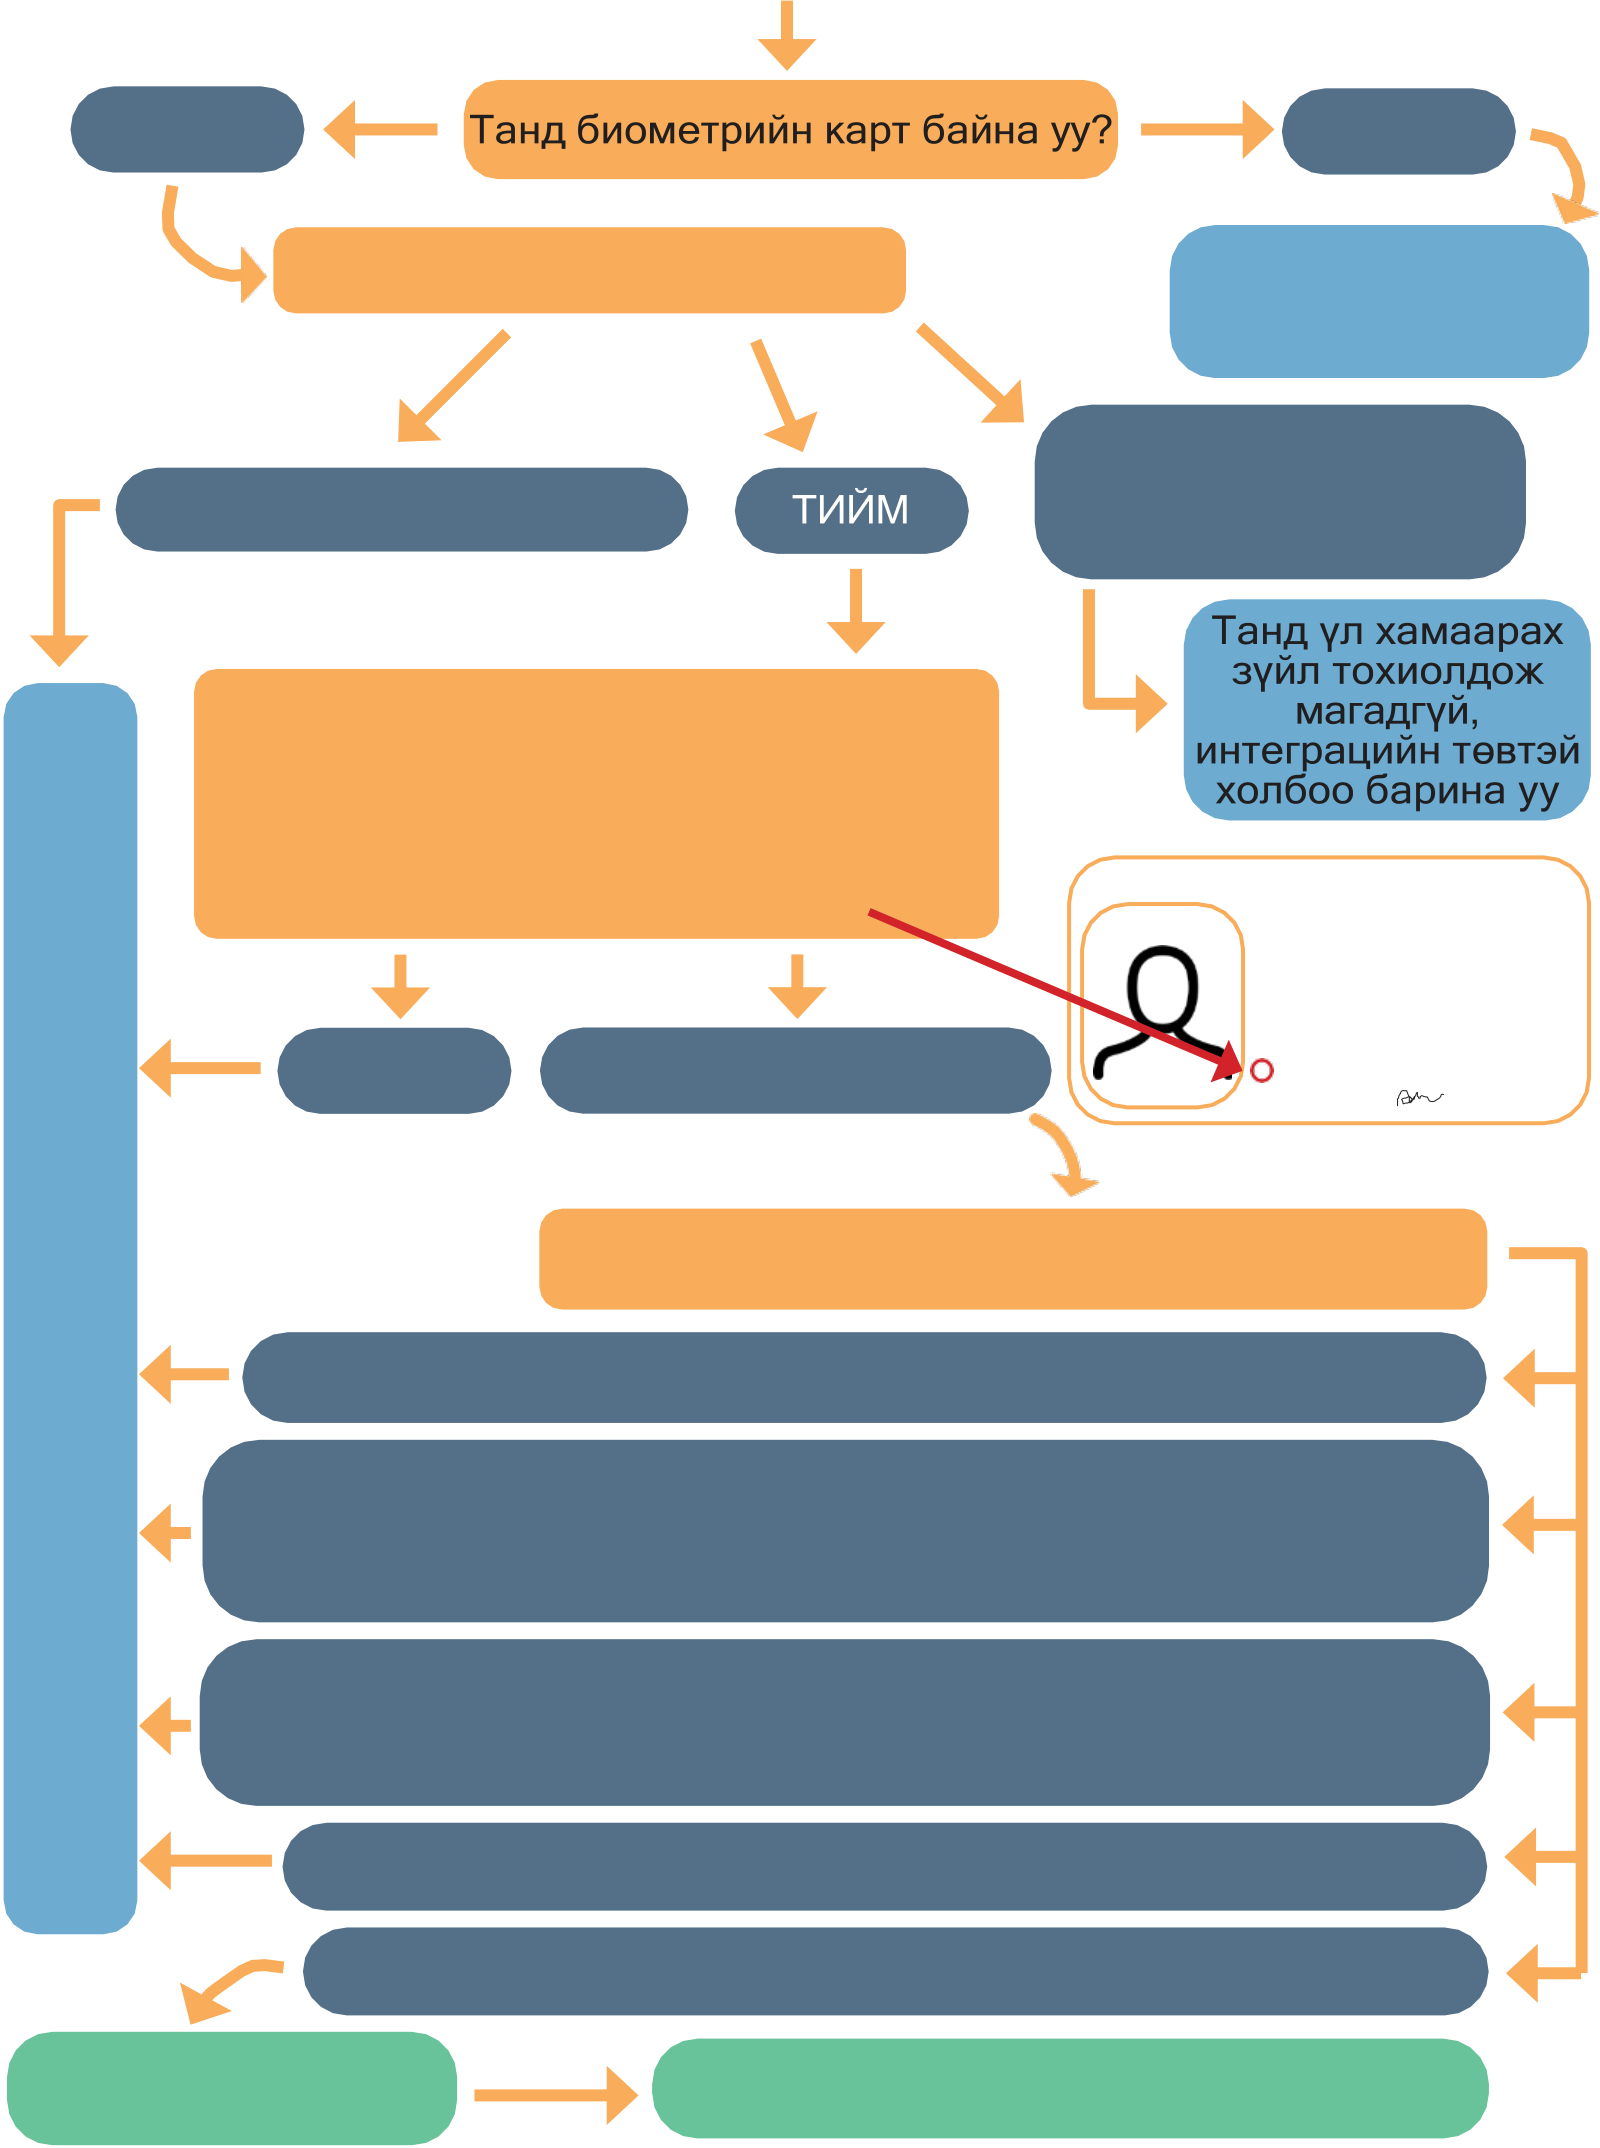 Танд биометрийн карт байна уу?
ТИЙМ
Танд үл хамаарах
зүйл тохиолдож
магадгүй,
интеграцийн төвтэй
холбоо барина уу